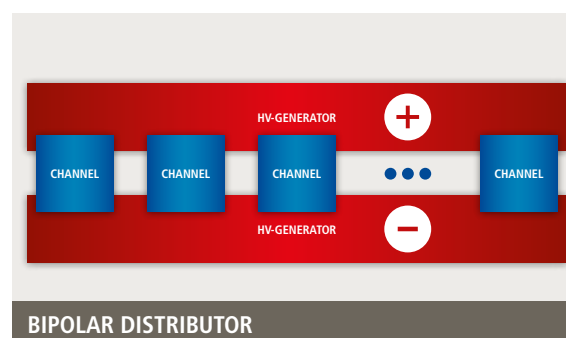 HV-GENERATOR
+
CHANNEL CHANNEL CHANNEL ••• CHANNEL
HV-GENERATOR
−
BIPOLAR DISTRIBUTOR